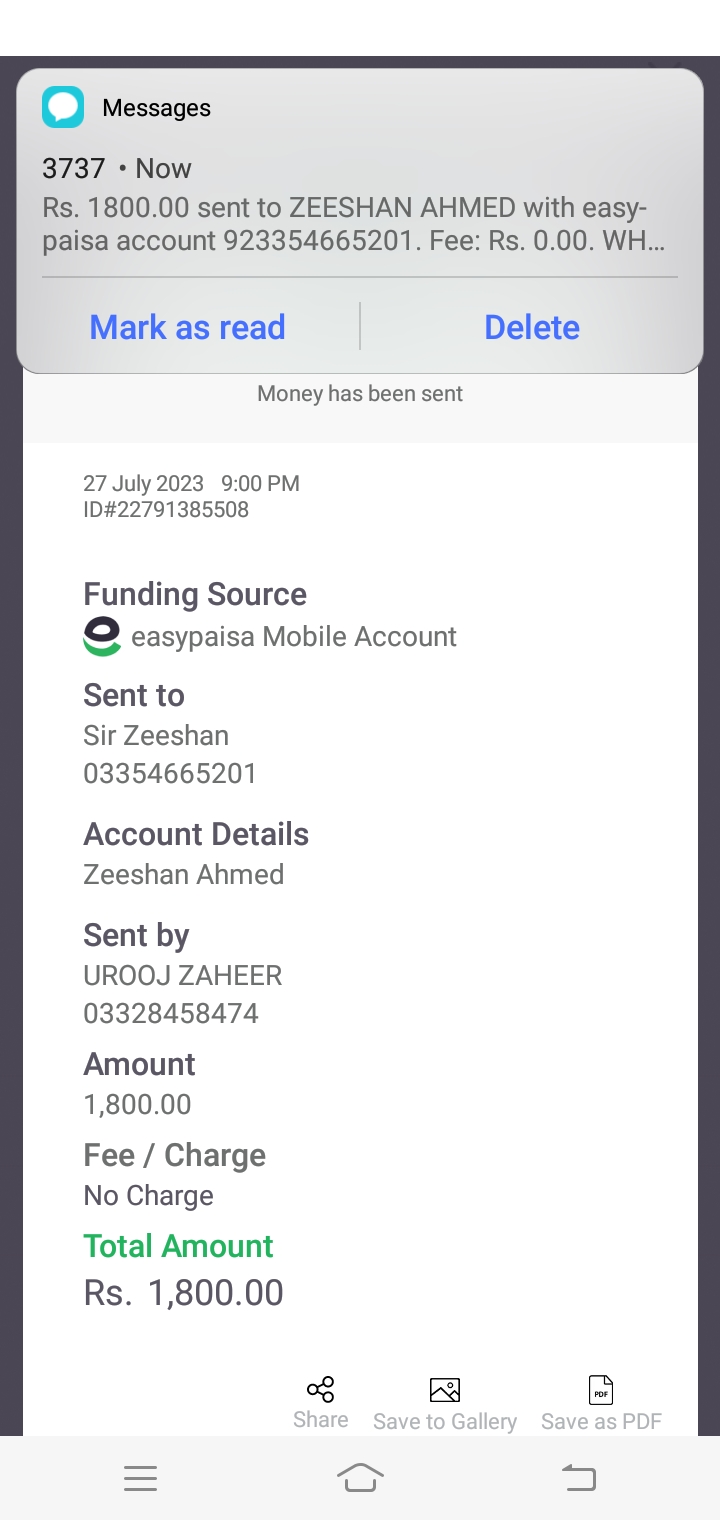 Messages
3737 • Now
Rs. 1800.00 sent to ZEESHAN AHMED with easy-
paisa account 923354665201. Fee: Rs. 0.00. WH...
Mark as read
Delete
Money has been sent
27 July 2023 9:00 PM
ID#22791385508
Funding Source
easypaisa Mobile Account
Sent to
Sir Zeeshan
03354665201
Account Details
Zeeshan Ahmed
Sent by
UROOJ ZAHEER
03328458474
Amount
1,800.00
Fee / Charge
No Charge
Total Amount
Rs. 1,800.00
PDF
Share
Save to Gallery
Save as PDF